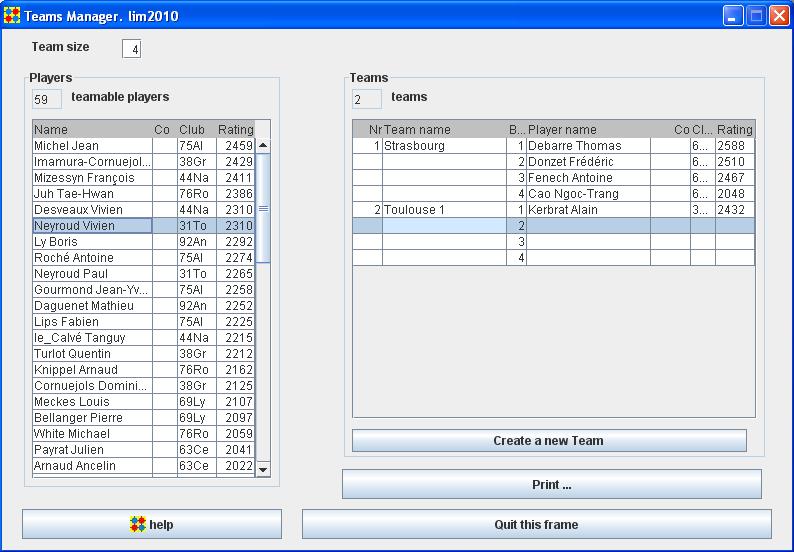 Teams Manager. lim2010
Team size 4
Players
59 teamable players
Name Co Club Rating
Michel Jean 75Al 2459
Imamura-Cornuejol... 38Gr 2429
Mizessyn François 44Na 2411
Juh Tae-Hwan 76Ro 2386
Desveaux Vivien 44Na 2310
Neyroud Vivien 31To 2310
Ly Boris 92An 2292
Roché Antoine 75Al 2274
Neyroud Paul 31To 2265
Gourmond Jean-Yv... 75Al 2258
Daguenet Mathieu 92An 2252
Lips Fabien 75Al 2225
le_Calvé Tanguy 44Na 2215
Turlot Quentin 38Gr 2212
Knippel Arnaud 76Ro 2162
Cornuejols Domini... 38Gr 2125
Meckes Louis 69Ly 2107
Bellanger Pierre 69Ly 2097
White Michael 76Ro 2059
Payrat Julien 63Ce 2041
Arnaud Ancelin 63Ce 2022
Teams
2 teams
Nr Team name B... Player name Co Cl... Rating
1 Strasbourg 1 Debarre Thomas 6... 2588
2 Donzet Frédéric 6... 2510
3 Fenech Antoine 6... 2467
4 Cao Ngoc-Trang 6... 2048
2 Toulouse 1 1 Kerbrat Alain 3... 2432
2
3
4
Create a new Team
Print ...
help
Quit this frame